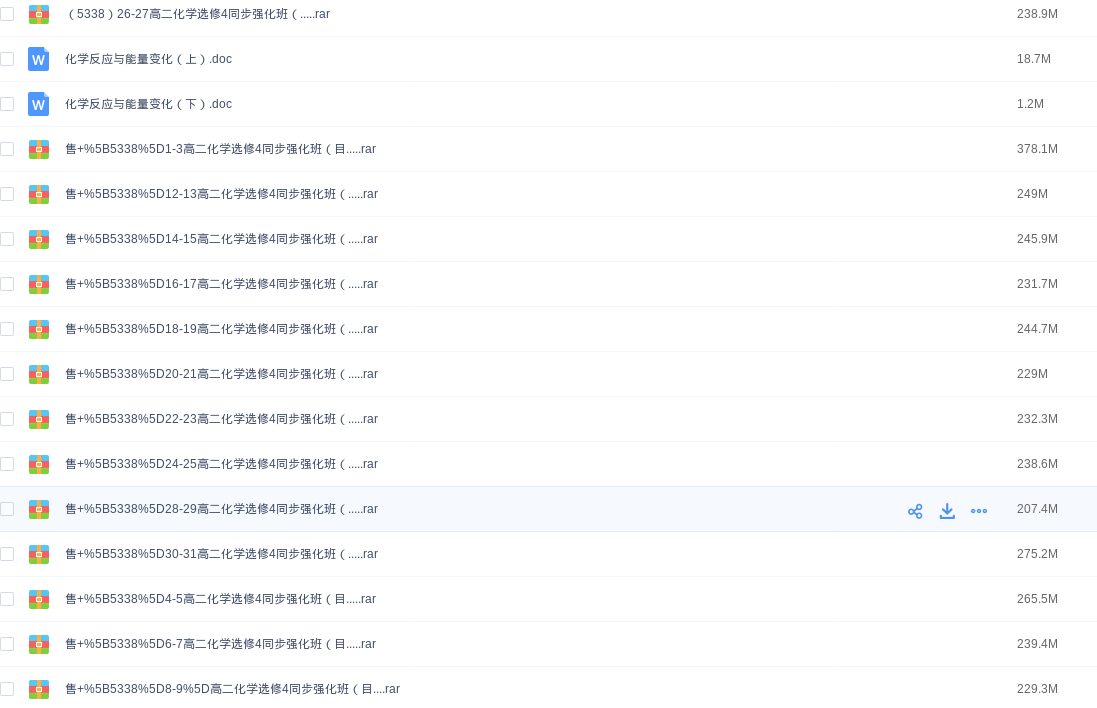 （5338）26-27高二化学选修4同步强化班（.....rar 238.9M
W 化学反应与能量变化（上）.doc 18.7M
W 化学反应与能量变化（下）.doc 1.2M
售+%5B5338%5D1-3高二化学选修4同步强化班（目.....rar 378.1M
售+%5B5338%5D12-13高二化学选修4同步强化班（.....rar 249M
售+%5B5338%5D14-15高二化学选修4同步强化班（.....rar 245.9M
售+%5B5338%5D16-17高二化学选修4同步强化班（.....rar 231.7M
售+%5B5338%5D18-19高二化学选修4同步强化班（.....rar 244.7M
售+%5B5338%5D20-21高二化学选修4同步强化班（.....rar 229M
售+%5B5338%5D22-23高二化学选修4同步强化班（.....rar 232.3M
售+%5B5338%5D24-25高二化学选修4同步强化班（.....rar 238.6M
售+%5B5338%5D28-29高二化学选修4同步强化班（.....rar 207.4M
售+%5B5338%5D30-31高二化学选修4同步强化班（.....rar 275.2M
售+%5B5338%5D4-5高二化学选修4同步强化班（目.....rar 265.5M
售+%5B5338%5D6-7高二化学选修4同步强化班（目.....rar 239.4M
售+%5B5338%5D8-9%5D高二化学选修4同步强化班（目....rar 229.3M